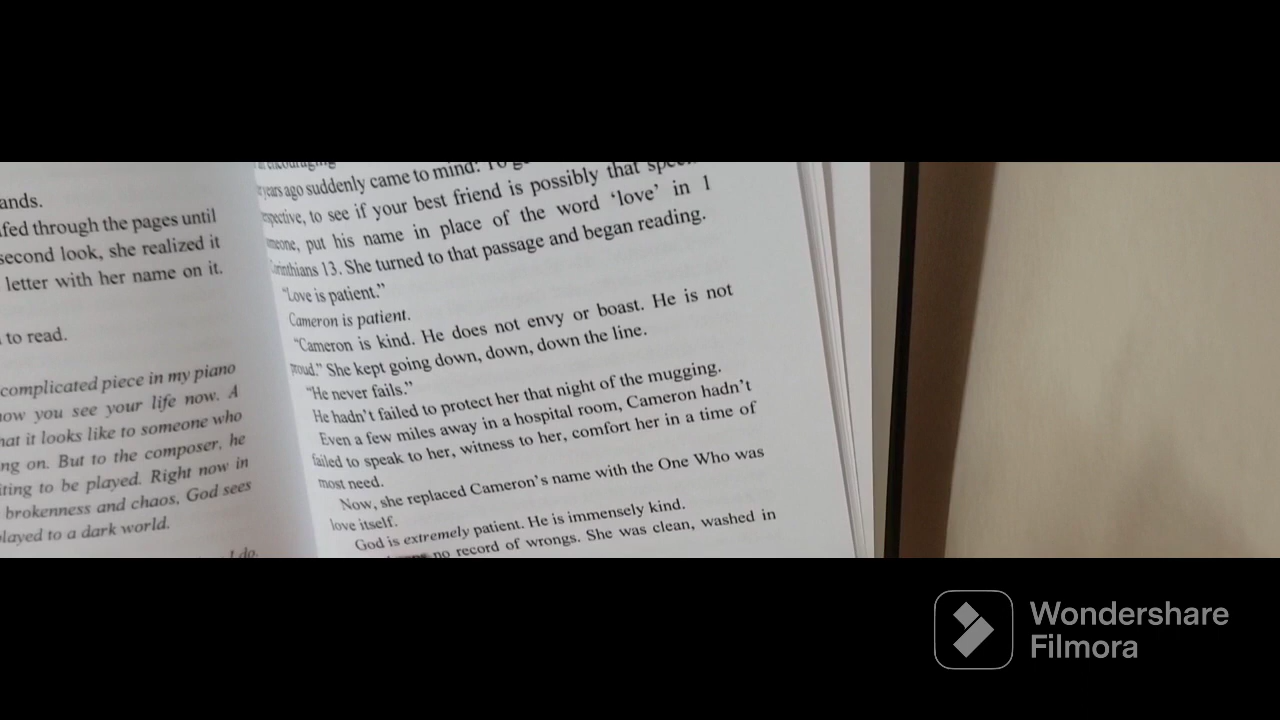 ands.
fed through the pages until
second look, she realized it
letter with her name on it.
to read.
complicated piece in my piano
you see your life now. A
it looks like to someone who
on. But to the composer, he
to be played. Right now in
brokenness and chaos, God sees
played to a dark world.
I do.
encouraging
years ago suddenly came to mind: To
to see if your best friend is possibly that
put his name in place of the word ‘love’ in 1
13. She turned to that passage and began reading.
“Love is patient.”
Cameron is patient.
“Cameron is kind. He does not envy or boast. He is not
proud.” She kept going down, down, down the line.
“He never fails.”
He hadn’t failed to protect her that night of the mugging.
Even a few miles away in a hospital room, Cameron hadn’t
failed to speak to her, witness to her, comfort her in a time of
most need.
Now, she replaced Cameron’s name with the One Who was
love itself.
God is extremely patient. He is immensely kind.
no record of wrongs. She was clean, washed in
Wondershare
Filmora